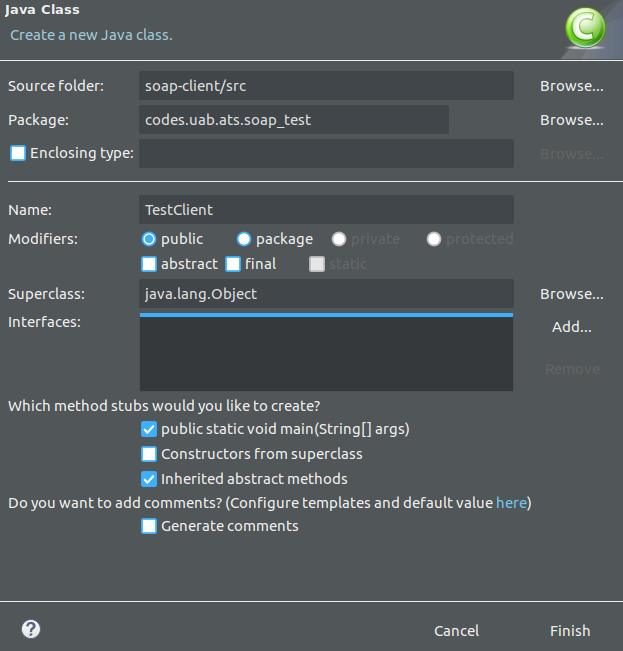 Java Class
Create a new Java class.
C
Source folder: soap-client/src Browse...
Package: codes.uab.ats.soap_test Browse...
Enclosing type: Browse...
Name: TestClient
Modifiers: public package private protected
abstract final static
Superclass: java.lang.Object Browse...
Interfaces: Add...
Remove
Which method stubs would you like to create?
public static void main(String[] args)
Constructors from superclass
Inherited abstract methods
Do you want to add comments? (Configure templates and default value here)
Generate comments
? Cancel Finish